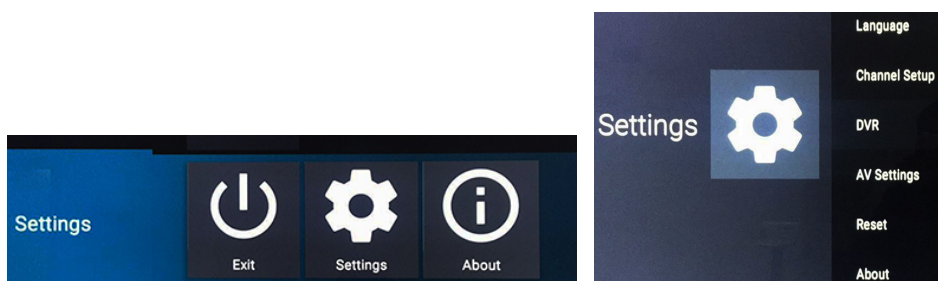 Settings
Exit
Settings
About
Settings
Language
Channel Setup
DVR
AV Settings
Reset
About